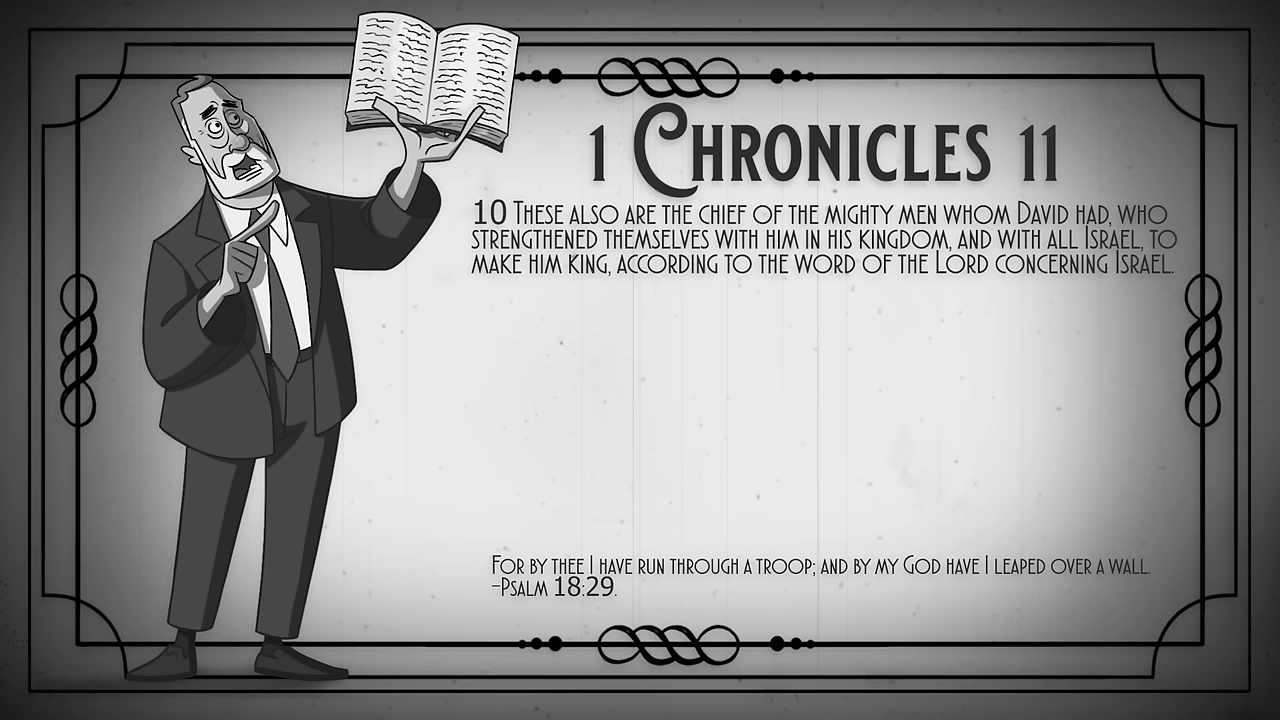 1 Chronicles 11
10 These also are the chief of the mighty men whom David had, who
strengthened themselves with him in his kingdom, and with all Israel, to
make him king, according to the word of the Lord concerning Israel.
For by thee I have run through a troop; and by my God have I leaped over a wall.
–Psalm 18:29.